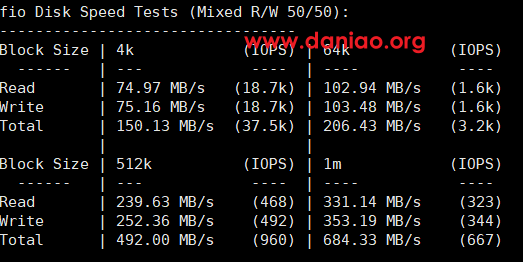 fio Disk Speed Tests (Mixed R/W 50/50):
---------------------------------
www.daniao.org
Block Size | 4k            (IOPS) | 64k           (IOPS)
  ------   | ---            ----  | ----           ----
Read       | 74.97 MB/s   (18.7k) | 102.94 MB/s   (1.6k)
Write      | 75.16 MB/s   (18.7k) | 103.48 MB/s   (1.6k)
Total      | 150.13 MB/s  (37.5k) | 206.43 MB/s   (3.2k)
           |                      |
Block Size | 512k          (IOPS) | 1m            (IOPS)
  ------   | ---            ----  | ----           ----
Read       | 239.63 MB/s    (468) | 331.14 MB/s    (323)
Write      | 252.36 MB/s    (492) | 353.19 MB/s    (344)
Total      | 492.00 MB/s    (960) | 684.33 MB/s    (667)